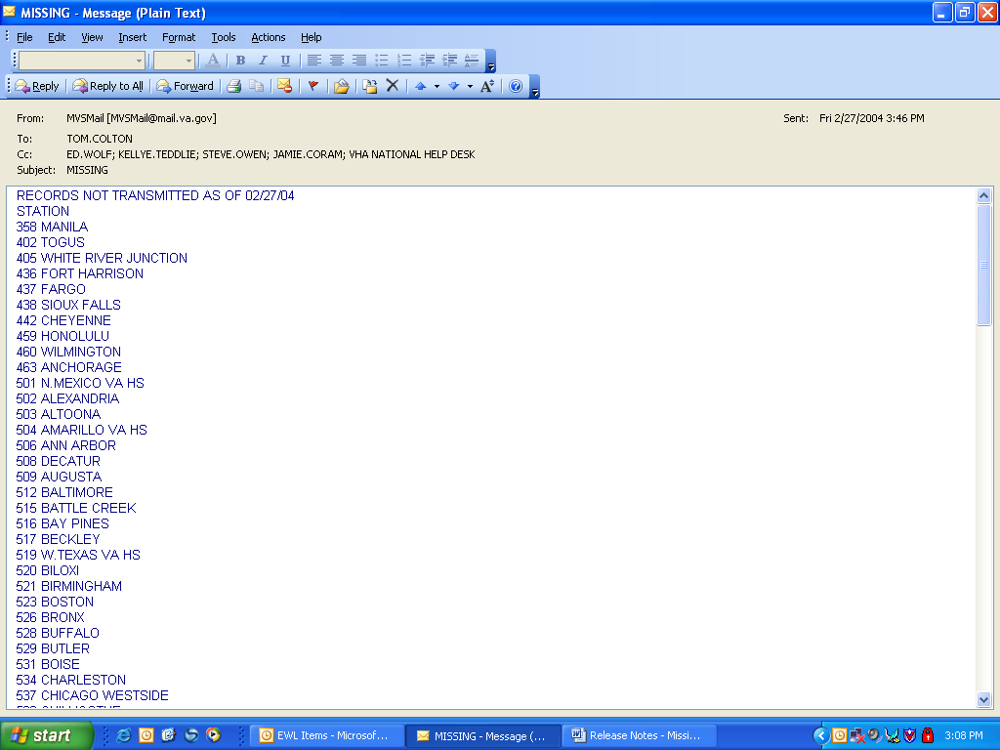 MISSING - Message (Plain Text)
File Edit View Insert Format Tools Actions Help
A B I U
Reply Reply to All Forward
From: MVSMail [MVSMail@mail.va.gov] Sent: Fri 2/27/2004 3:46 PM
To: TOM.COLTON
Cc: ED.WOLF; KELLYE.TEDDLIE; STEVE.OWEN; JAMIE.CORAM; VHA NATIONAL HELP DESK
Subject: MISSING
RECORDS NOT TRANSMITTED AS OF 02/27/04
STATION
358 MANILA
402 TOGUS
405 WHITE RIVER JUNCTION
436 FORT HARRISON
437 FARGO
438 SIOUX FALLS
442 CHEYENNE
459 HONOLULU
460 WILMINGTON
463 ANCHORAGE
501 N.MEXICO VA HS
502 ALEXANDRIA
503 ALTOONA
504 AMARILLO VA HS
506 ANN ARBOR
508 DECATUR
509 AUGUSTA
512 BALTIMORE
515 BATTLE CREEK
516 BAY PINES
517 BECKLEY
519 W.TEXAS VA HS
520 BILOXI
521 BIRMINGHAM
523 BOSTON
526 BRONX
528 BUFFALO
529 BUTLER
531 BOISE
534 CHARLESTON
537 CHICAGO WESTSIDE
start EWL Items - Microsof... MISSING - Message (... Release Notes - Missi... 3:08 PM